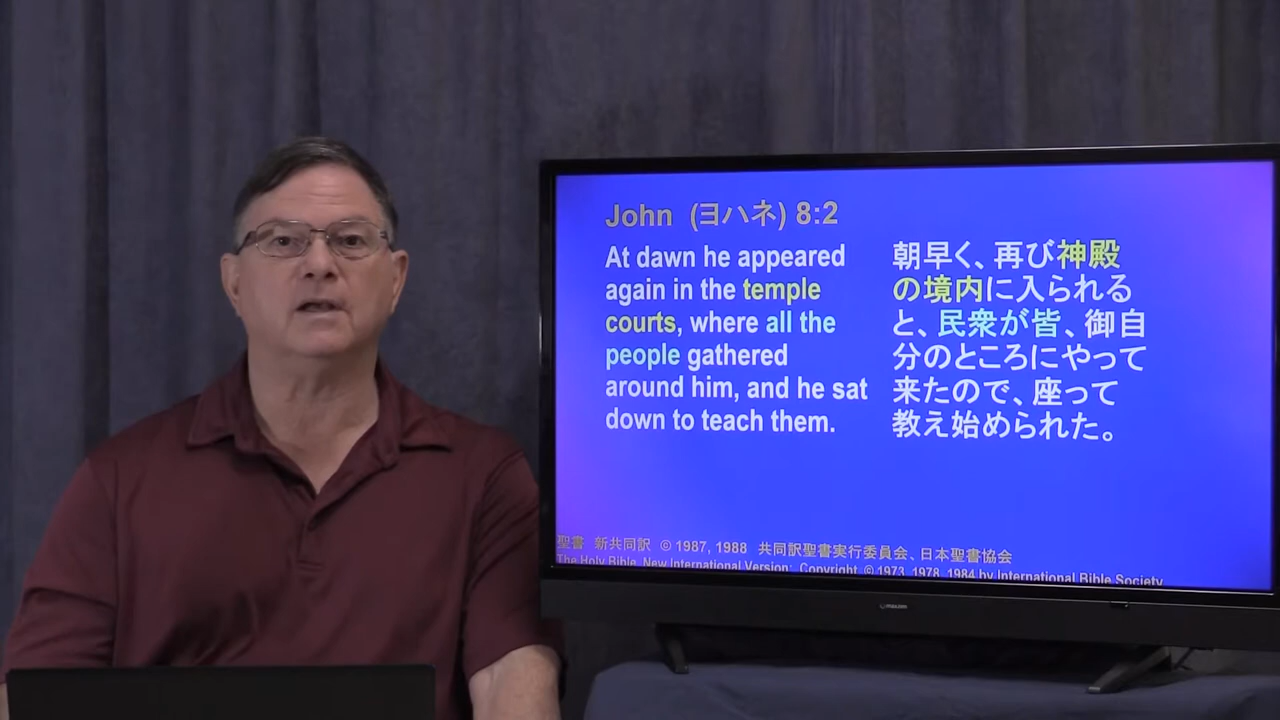 John (ヨハネ) 8:2
At dawn he appeared
again in the temple
courts, where all the
people gathered
around him, and he sat
down to teach them.
朝早く、再び神殿
の境内に入られる
と、民衆が皆、御自
分のところにやって
来たので、座って
教え始められた。
聖書 新共同訳 © 1987, 1988 共同訳聖書実行委員会、日本聖書協会
The Holy Bible, New International Version; Copyright © 1973, 1978, 1984 by International Bible Society